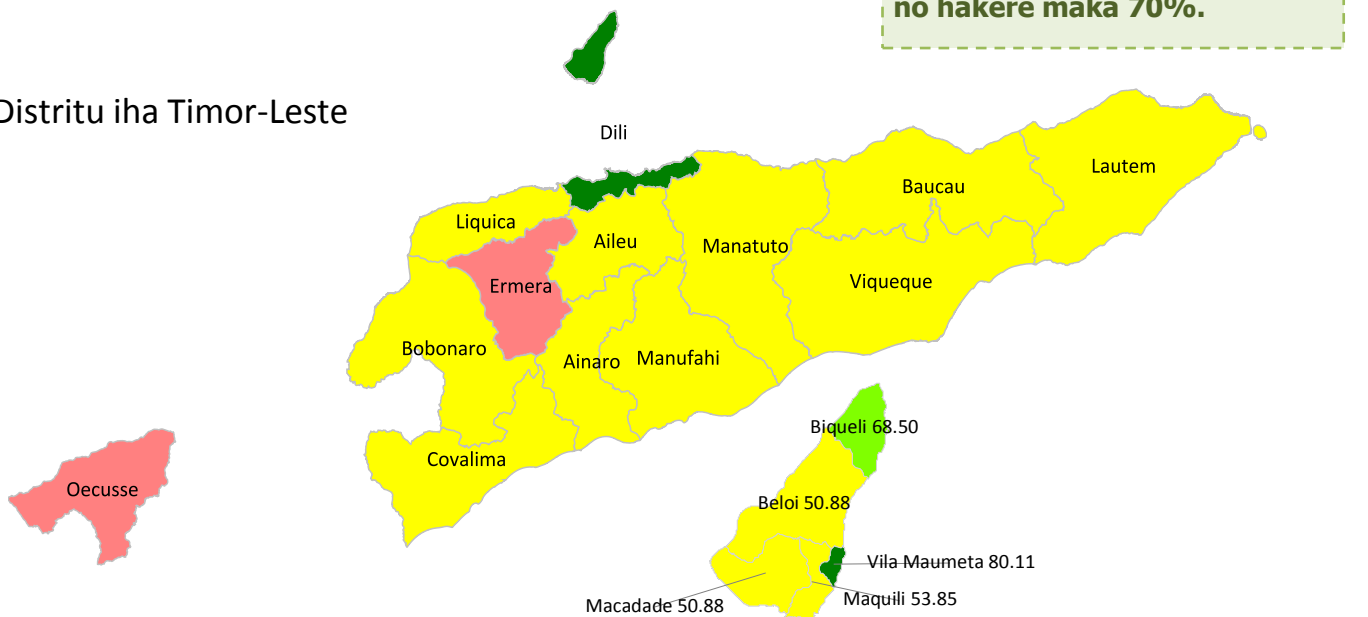 no hakere maka 70%.
Distritu iha Timor-Leste
Dili
Lautem
Baucau
Liquica
Aileu
Manatuto
Viqueque
Ermera
Bobonaro
Ainaro
Manufahi
Biqueli 68.50
Covalima
Oecusse
Beloi 50.88
Vila Maumeta 80.11
Macadade 50.88
Maquili 53.85